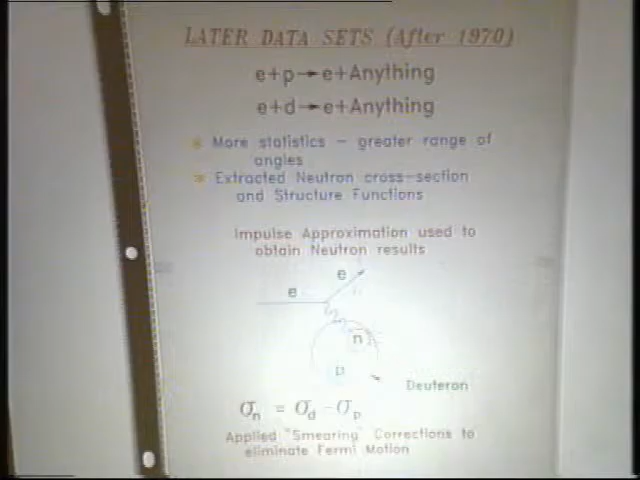 LATER DATA SETS (After 1970)
e+p→e+Anything
e+d→e+Anything
* More statistics - greater range of
angles
* Extracted Neutron cross-section
and Structure Functions
Impulse Approximation used to
obtain Neutron results
e
e
n
p
Deuteron
σn = σd - σp
Applied "Smearing" Corrections to
eliminate Fermi Motion